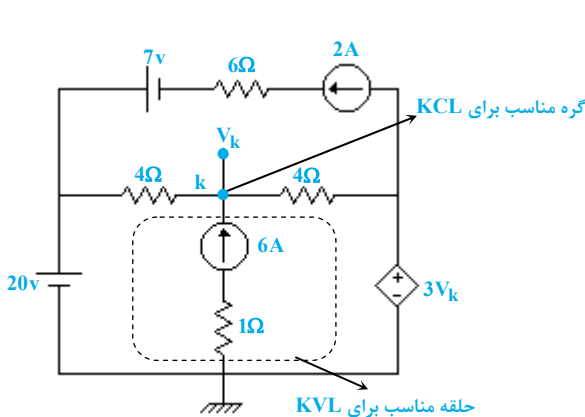 2A
7v
6Ω
گره مناسب برای KCL
Vk
4Ω
k
4Ω
6A
20v
+
-
3Vk
1Ω
حلقه مناسب برای KVL